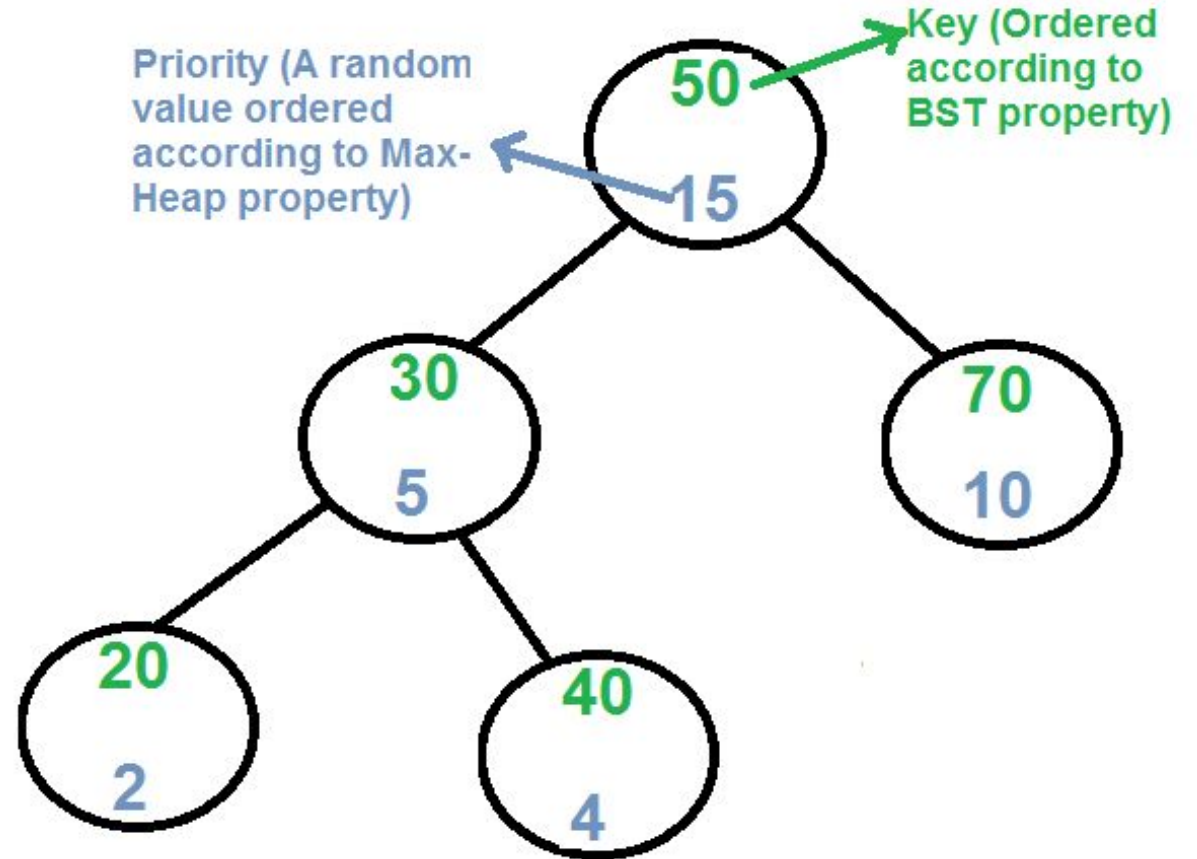 Priority (A random
value ordered
according to Max-
Heap property)
Key (Ordered
according to
BST property)
50
15
30
5
70
10
20
2
40
4